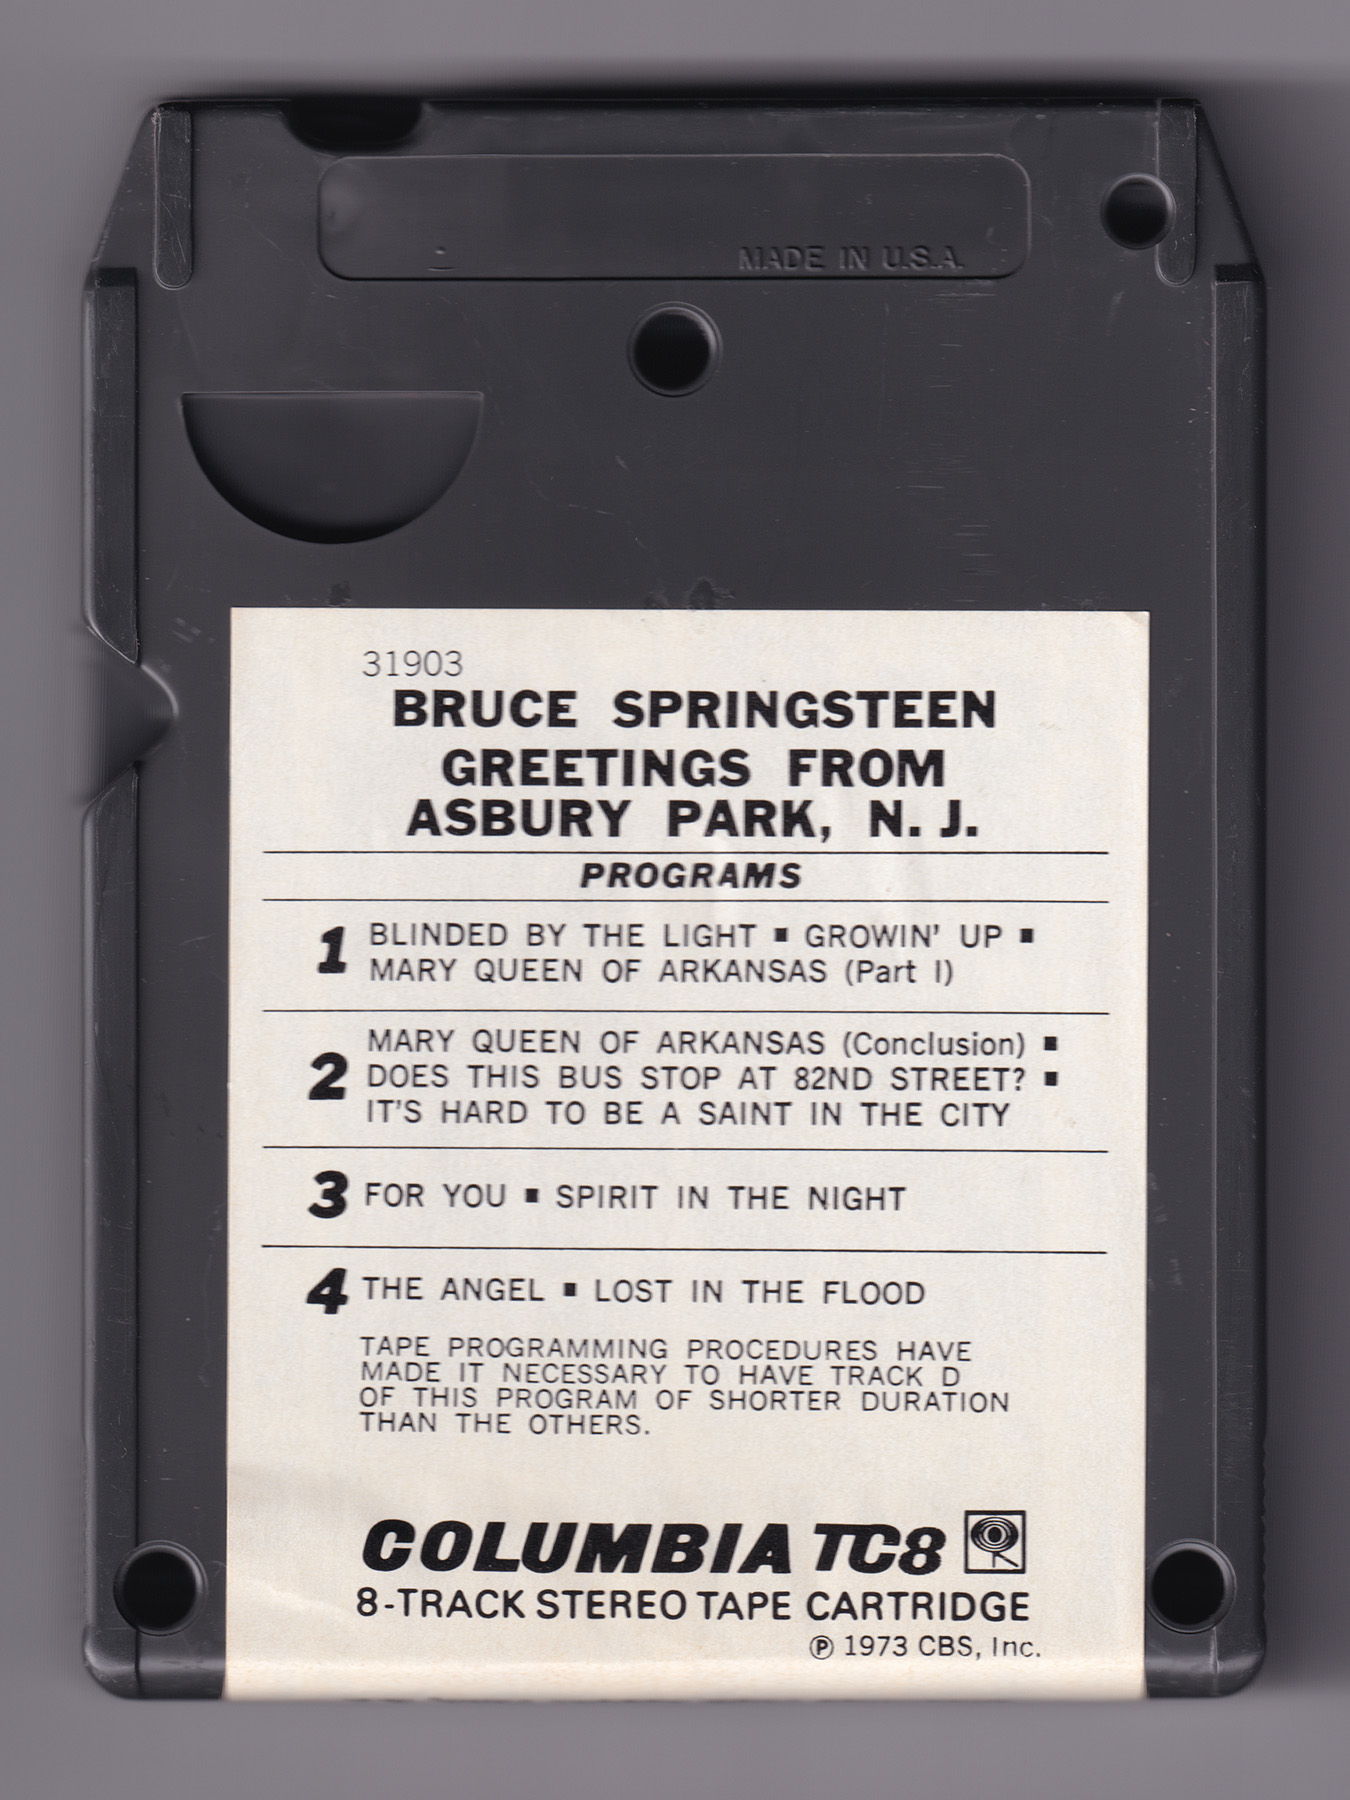 MADE IN U.S.A.
31903
BRUCE SPRINGSTEEN
GREETINGS FROM
ASBURY PARK, N. J.
PROGRAMS
1 BLINDED BY THE LIGHT ▪ GROWIN' UP ▪
MARY QUEEN OF ARKANSAS (Part I)
MARY QUEEN OF ARKANSAS (Conclusion) ▪
2 DOES THIS BUS STOP AT 82ND STREET? ▪
IT'S HARD TO BE A SAINT IN THE CITY
3 FOR YOU ▪ SPIRIT IN THE NIGHT
4 THE ANGEL ▪ LOST IN THE FLOOD
TAPE PROGRAMMING PROCEDURES HAVE
MADE IT NECESSARY TO HAVE TRACK D
OF THIS PROGRAM OF SHORTER DURATION
THAN THE OTHERS.
COLUMBIA TC8
8-TRACK STEREO TAPE CARTRIDGE
℗ 1973 CBS, Inc.